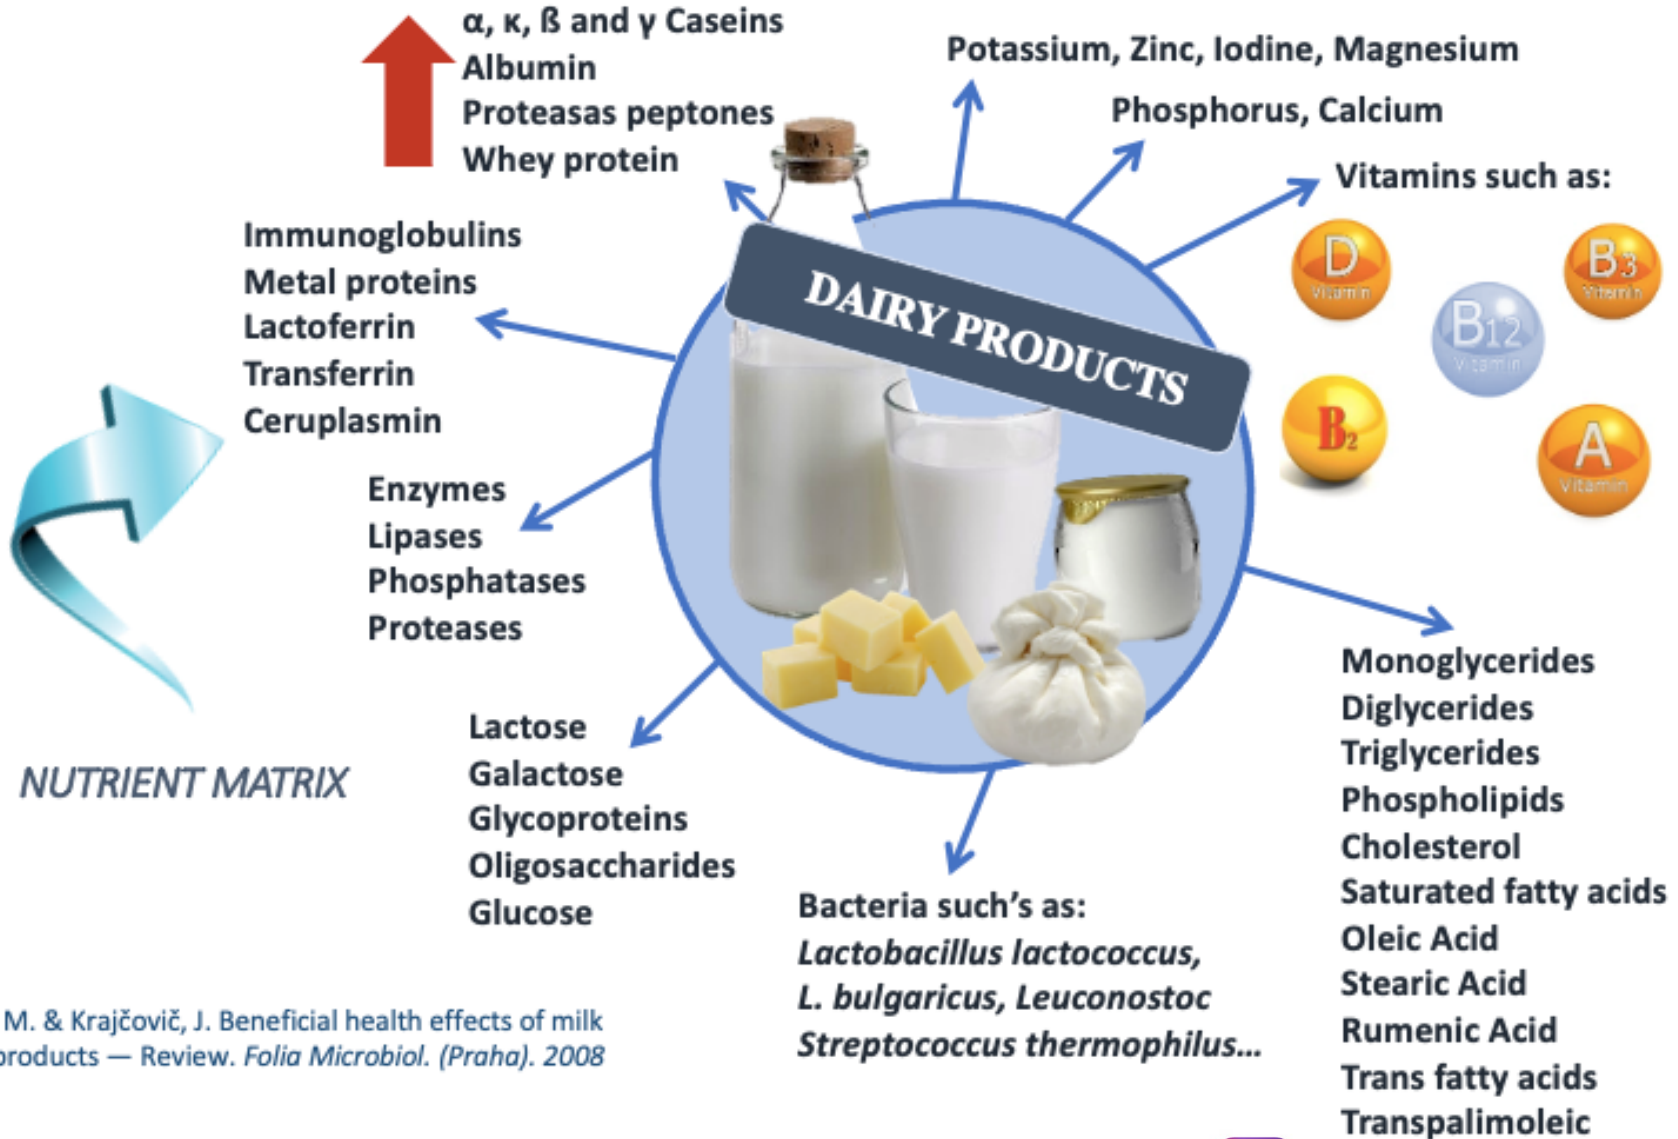 α, κ, ß and γ Caseins
Albumin
Proteasas peptones
Whey protein
Potassium, Zinc, Iodine, Magnesium
Phosphorus, Calcium
Vitamins such as:
D
Vitamin
B3
Vitamin
B12
Vitamin
B2
A
Vitamin
DAIRY PRODUCTS
Immunoglobulins
Metal proteins
Lactoferrin
Transferrin
Ceruplasmin
Enzymes
Lipases
Phosphatases
Proteases
NUTRIENT MATRIX
Lactose
Galactose
Glycoproteins
Oligosaccharides
Glucose
Bacteria such’s as:
Lactobacillus lactococcus,
L. bulgaricus, Leuconostoc
Streptococcus thermophilus...
Monoglycerides
Diglycerides
Triglycerides
Phospholipids
Cholesterol
Saturated fatty acids
Oleic Acid
Stearic Acid
Rumenic Acid
Trans fatty acids
Transpalimoleic
M. & Krajčovič, J. Beneficial health effects of milk
products — Review. Folia Microbiol. (Praha). 2008